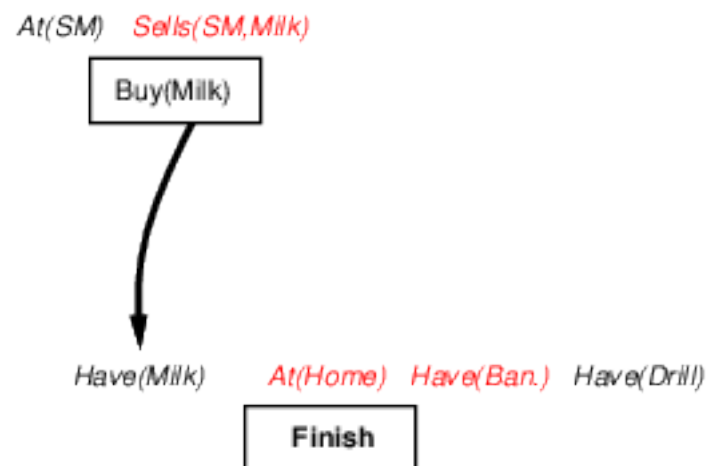 At(SM) Sells(SM,Milk)
Buy(Milk)
Have(Milk) At(Home) Have(Ban.) Have(Drill)
Finish